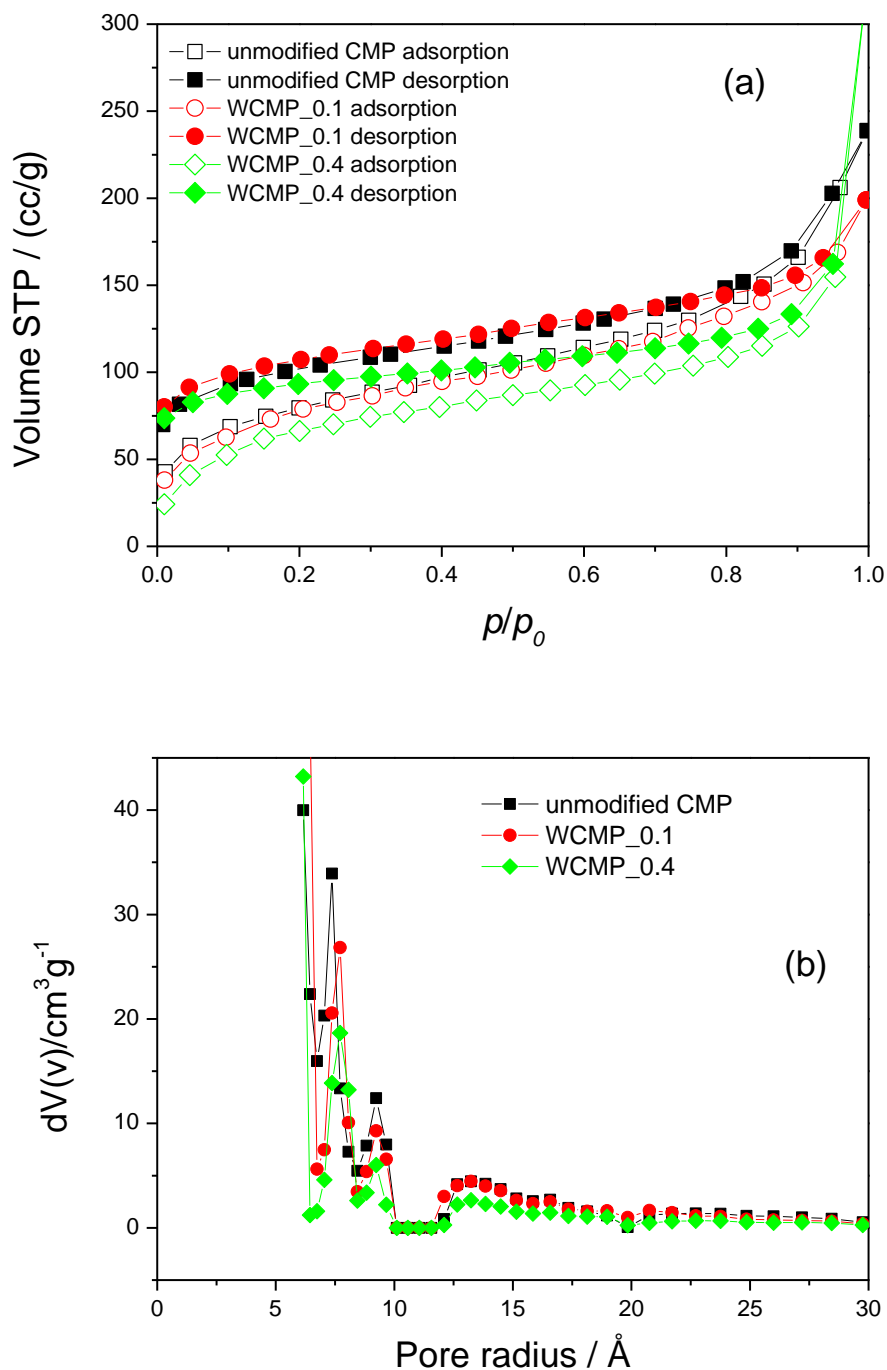 300
250
200
150
100
50
0
Volume STP / (cc/g)
unmodified CMP adsorption
unmodified CMP desorption
WCMP_0.1 adsorption
WCMP_0.1 desorption
WCMP_0.4 adsorption
WCMP_0.4 desorption
(a)
0.0 0.2 0.4 0.6 0.8 1.0
p/p0
40
30
20
10
0
dV(v)/cm³g⁻¹
unmodified CMP
WCMP_0.1
WCMP_0.4
(b)
0 5 10 15 20 25 30
Pore radius / Å